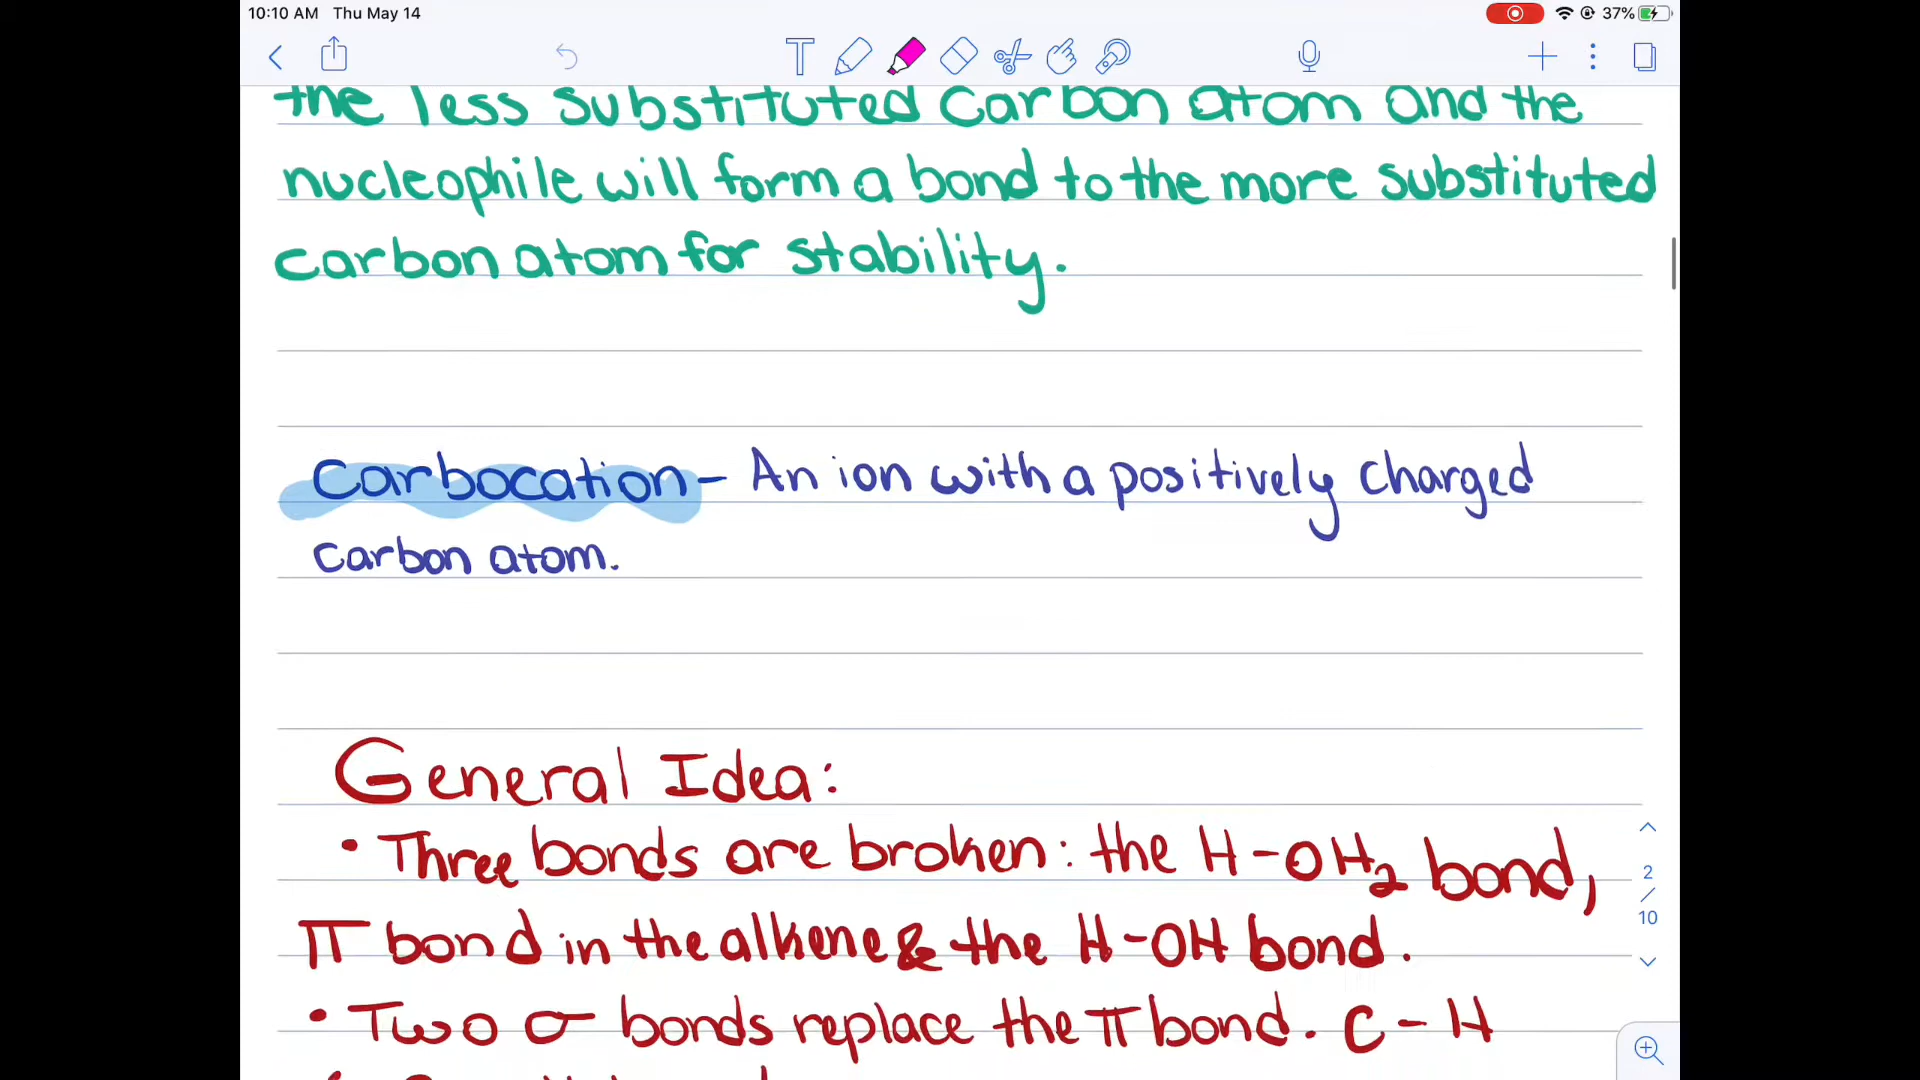 10:10 AM Thu May 14
37%
the less substituted carbon atom and the
nucleophile will form a bond to the more substituted
carbon atom for stability.
Carbocation - An ion with a positively charged
carbon atom.
General Idea:
• Three bonds are broken: the H-OH₂ bond,
π bond in the alkene & the H-OH bond.
• Two σ bonds replace the π bond. C-H
2
/
10